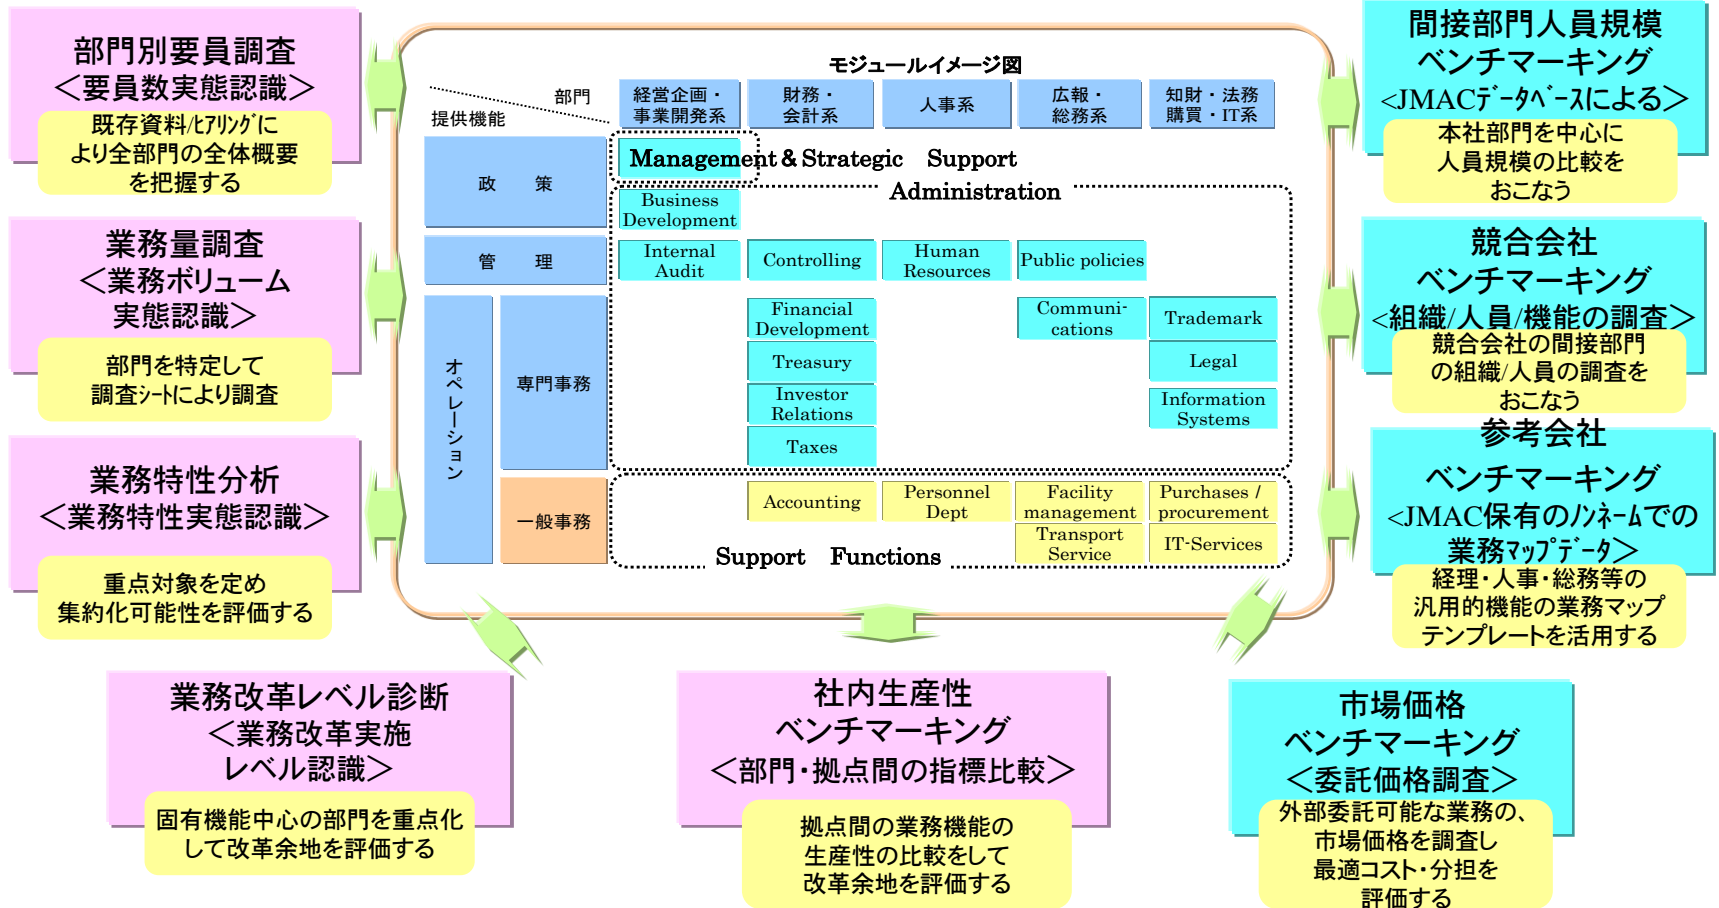 部門別要員調査
＜要員数実態認識＞
既存資料/ﾋｱﾘﾝｸﾞに
より全部門の全体概要
を把握する
業務量調査
＜業務ボリューム
実態認識＞
部門を特定して
調査ｼｰﾄにより調査
業務特性分析
＜業務特性実態認識＞
重点対象を定め
集約化可能性を評価する
モジュールイメージ図
部門
提供機能
経営企画・
事業開発系
財務・
会計系
人事系
広報・
総務系
知財・法務
購買・IT系
政　策
Management & Strategic Support
Administration
Business
Development
管　理
Internal
Audit
Controlling
Human
Resources
Public policies
オペレーション
専門事務
Financial
Development
Communi-
cations
Trademark
Treasury
Legal
Investor
Relations
Information
Systems
Taxes
一般事務
Accounting
Personnel
Dept
Facility
management
Purchases /
procurement
Transport
Service
IT-Services
Support Functions
間接部門人員規模
ベンチマーキング
<JMACﾃﾞｰﾀﾍﾞｰｽによる＞
本社部門を中心に
人員規模の比較を
おこなう
競合会社
ベンチマーキング
<組織/人員/機能の調査＞
競合会社の間接部門
の組織/人員の調査を
おこなう
参考会社
ベンチマーキング
<JMAC保有のﾉﾝﾈｰﾑでの
業務ﾏｯﾌﾟﾃﾞｰﾀ＞
経理・人事・総務等の
汎用的機能の業務マップ
テンプレートを活用する
業務改革レベル診断
＜業務改革実施
レベル認識＞
固有機能中心の部門を重点化
して改革余地を評価する
社内生産性
ベンチマーキング
＜部門・拠点間の指標比較＞
拠点間の業務機能の
生産性の比較をして
改革余地を評価する
市場価格
ベンチマーキング
＜委託価格調査＞
外部委託可能な業務の、
市場価格を調査し
最適コスト・分担を
評価する